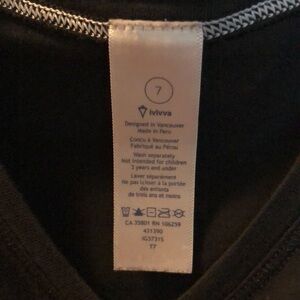 7
ivivva
Designed in Vancouver
Made in Peru
Conçu à Vancouver
Fabriqué au Pérou
Wash separately
Not intended for children
3 years and under
Laver séparément
ne pas laisser à la portée
des enfants
de trois ans et moins
CA 35801 RN 106259
431390
IG3731S
T7